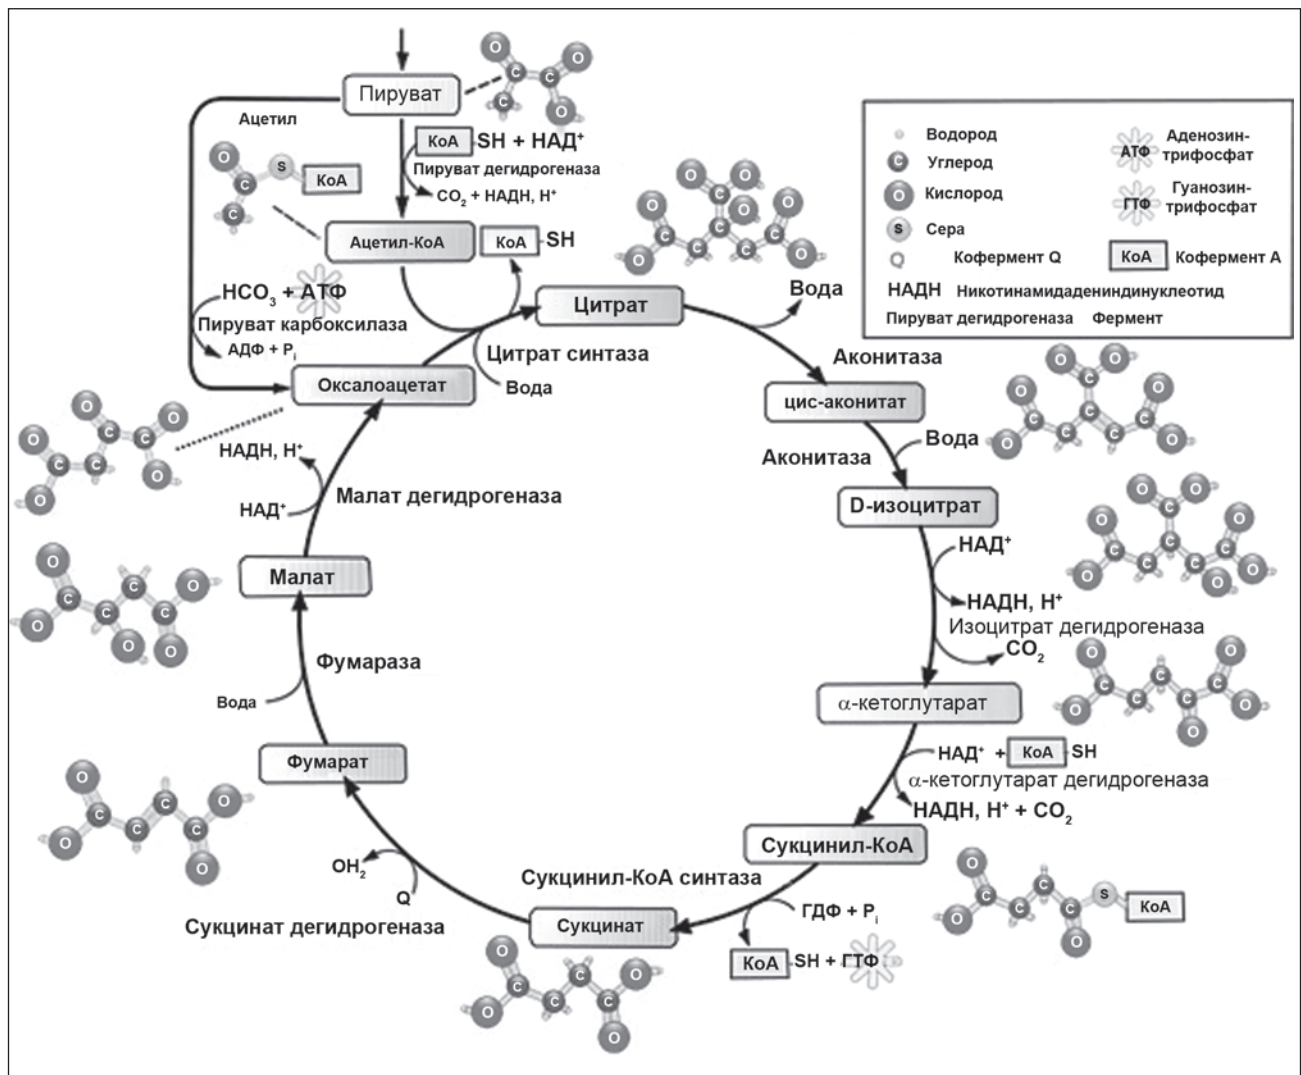 Пируват
Ацетил
КоА SH + НАД⁺
Пируват дегидрогеназа
CO₂ + НАДН, Н⁺
S
КоА
Ацетил-КоА
КоА SH
HCO₃ + АТФ
Пируват карбоксилаза
АДФ + Pᵢ
Оксалоацетат
Цитрат синтаза
Вода
Цитрат
Вода
Аконитаза
цис-аконитат
Вода
Аконитаза
D-изоцитрат
НАД⁺
НАДН, Н⁺
Изоцитрат дегидрогеназа
CO₂
α-кетоглутарат
НАД⁺ + КоА SH
α-кетоглутарат дегидрогеназа
НАДН, Н⁺ + CO₂
Сукцинил-КоА
S
КоА
Сукцинил-КоА синтаза
ГДФ + Pᵢ
КоА SH + ГТФ
Сукцинат
OH₂
Q
Сукцинат дегидрогеназа
Фумарат
Фумараза
Вода
Малат
НАДН, Н⁺
Малат дегидрогеназа
НАД⁺
Водород
C Углерод
O Кислород
S Сера
Q Кофермент Q
АТФ Аденозин-
трифосфат
ГТФ Гуанозин-
трифосфат
КоА Кофермент А
НАДН Никотинамидадениндинуклеотид
Пируват дегидрогеназа Фермент